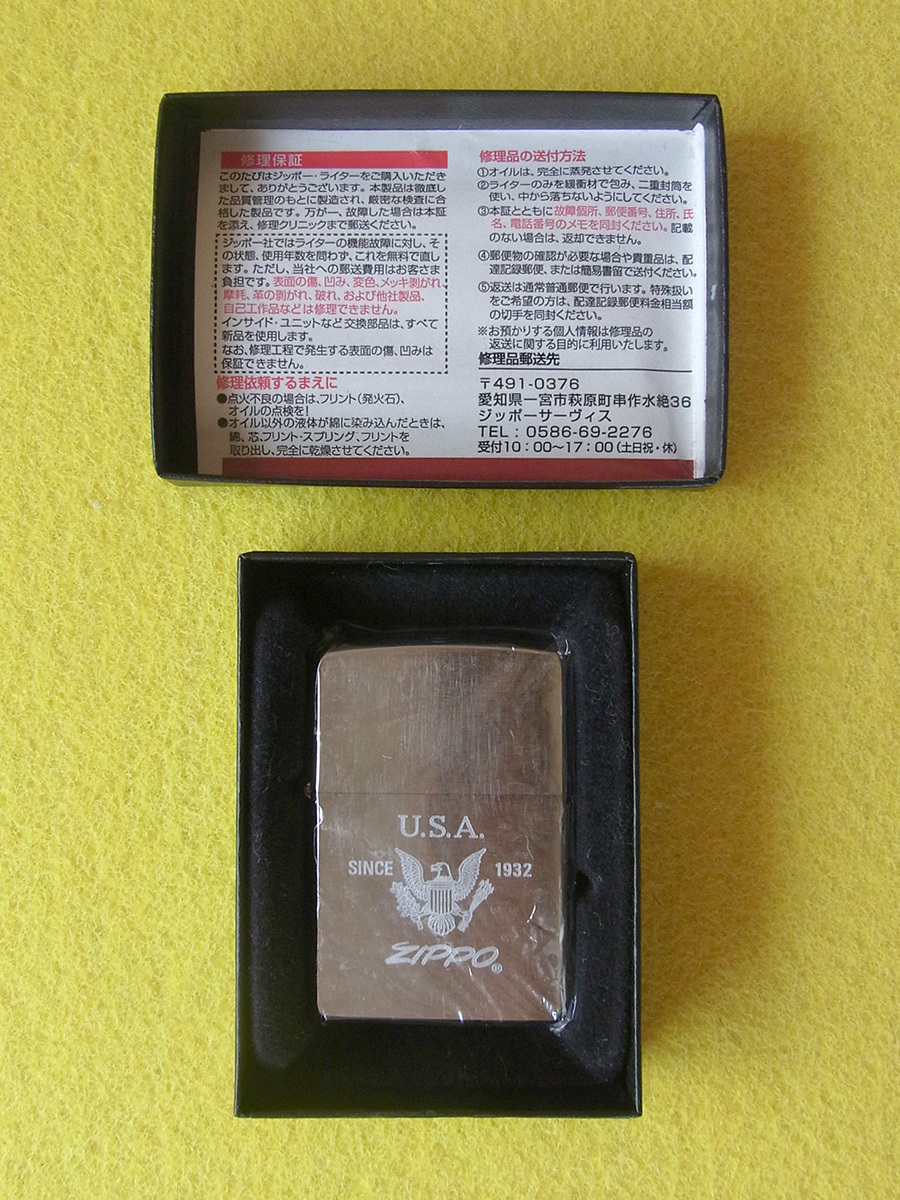 修理保証
このたびはジッポー・ライターをご購入いただき
まして、ありがとうございます。本製品は徹底し
た品質管理のもとに製造され、厳密な検査に合
格した製品です。万が一、故障した場合は本証
を添え、修理クリニックまで郵送ください。
ジッポー社ではライターの機能故障に対し、そ
の状態、使用年数を問わず、これを無料で直し
ます。ただし、当社への郵送費用はお客さま
負担です。表面の傷、凹み、変色、メッキ剥がれ、
摩耗、革の剥がれ、破れ、および他社製品、
自己工作品などは修理できません。
インサイド・ユニットなど交換部品は、すべて
新品を使用します。
なお、修理工程で発生する表面の傷、凹みは
保証できません。
修理依頼するまえに
●点火不良の場合は、フリント(発火石)、
オイルの点検を!
●オイル以外の液体が綿に染み込んだときは、
綿、芯、フリント・スプリング、フリントを
取り出し、完全に乾燥させてください。
修理品の送付方法
①オイルは、完全に蒸発させてください。
②ライターのみを緩衝材で包み、二重封筒を
使い、中から落ちないようにしてください。
③本証とともに故障個所、郵便番号、住所、氏
名、電話番号のメモを同封ください。記載
のない場合は、返却できません。
④郵便物の確認が必要な場合や貴重品は、配
達記録郵便、または簡易書留で送付ください。
⑤返送は通常普通郵便で行います。特殊扱い
をご希望の方は、配達記録郵便料金相当額
の切手を同封ください。
※お預かりする個人情報は修理品の
返送に関する目的に利用いたします。
修理品郵送先
〒491-0376
愛知県一宮市萩原町串作水絶36
ジッポーサーヴィス
TEL : 0586-69-2276
受付10:00~17:00(土日祝・休)
U.S.A.
SINCE 1932
ZIPPO®